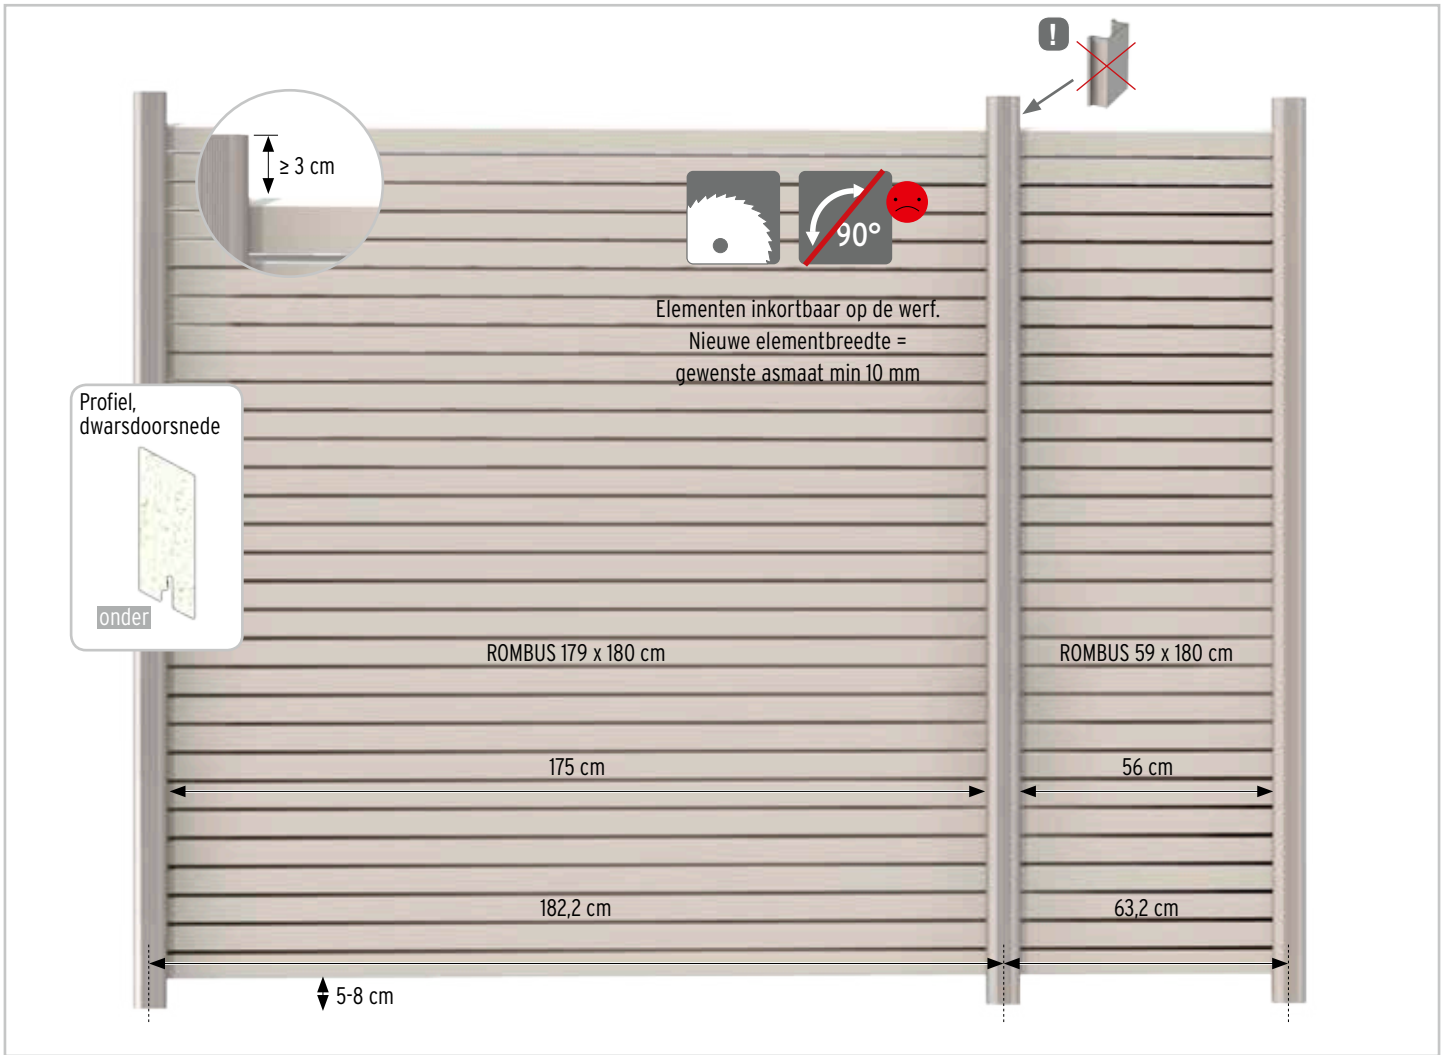 !
≥ 3 cm
90°
Elementen inkortbaar op de werf.
Nieuwe elementbreedte =
gewenste asmaat min 10 mm
Profiel,
dwarsdoorsnede
onder
ROMBUS 179 x 180 cm
ROMBUS 59 x 180 cm
175 cm
56 cm
182,2 cm
63,2 cm
5-8 cm